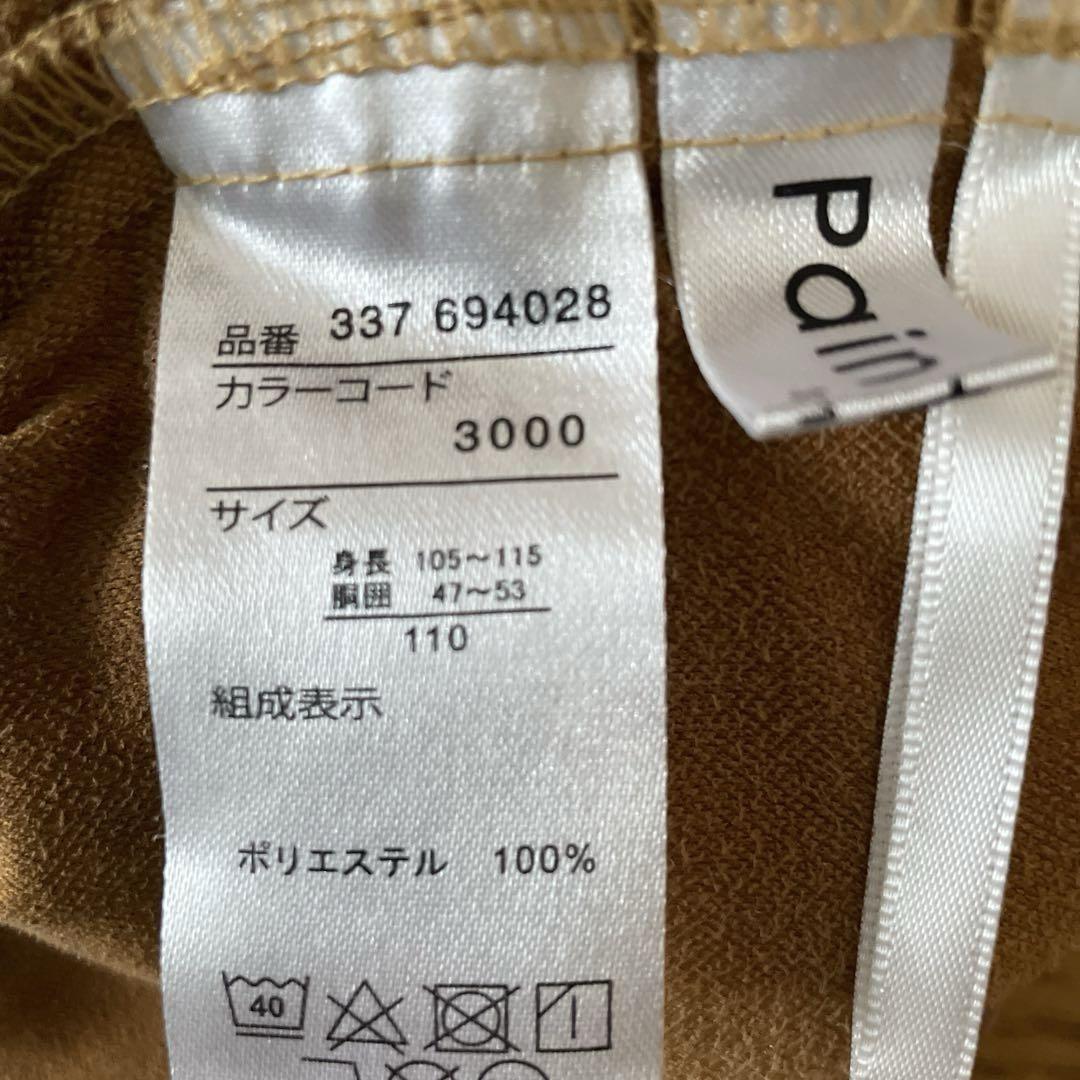 品番 337 694028
カラーコード
3000
サイズ
身長 105～115
胴囲 47～53
110
組成表示
ポリエステル 100%
40
Pain